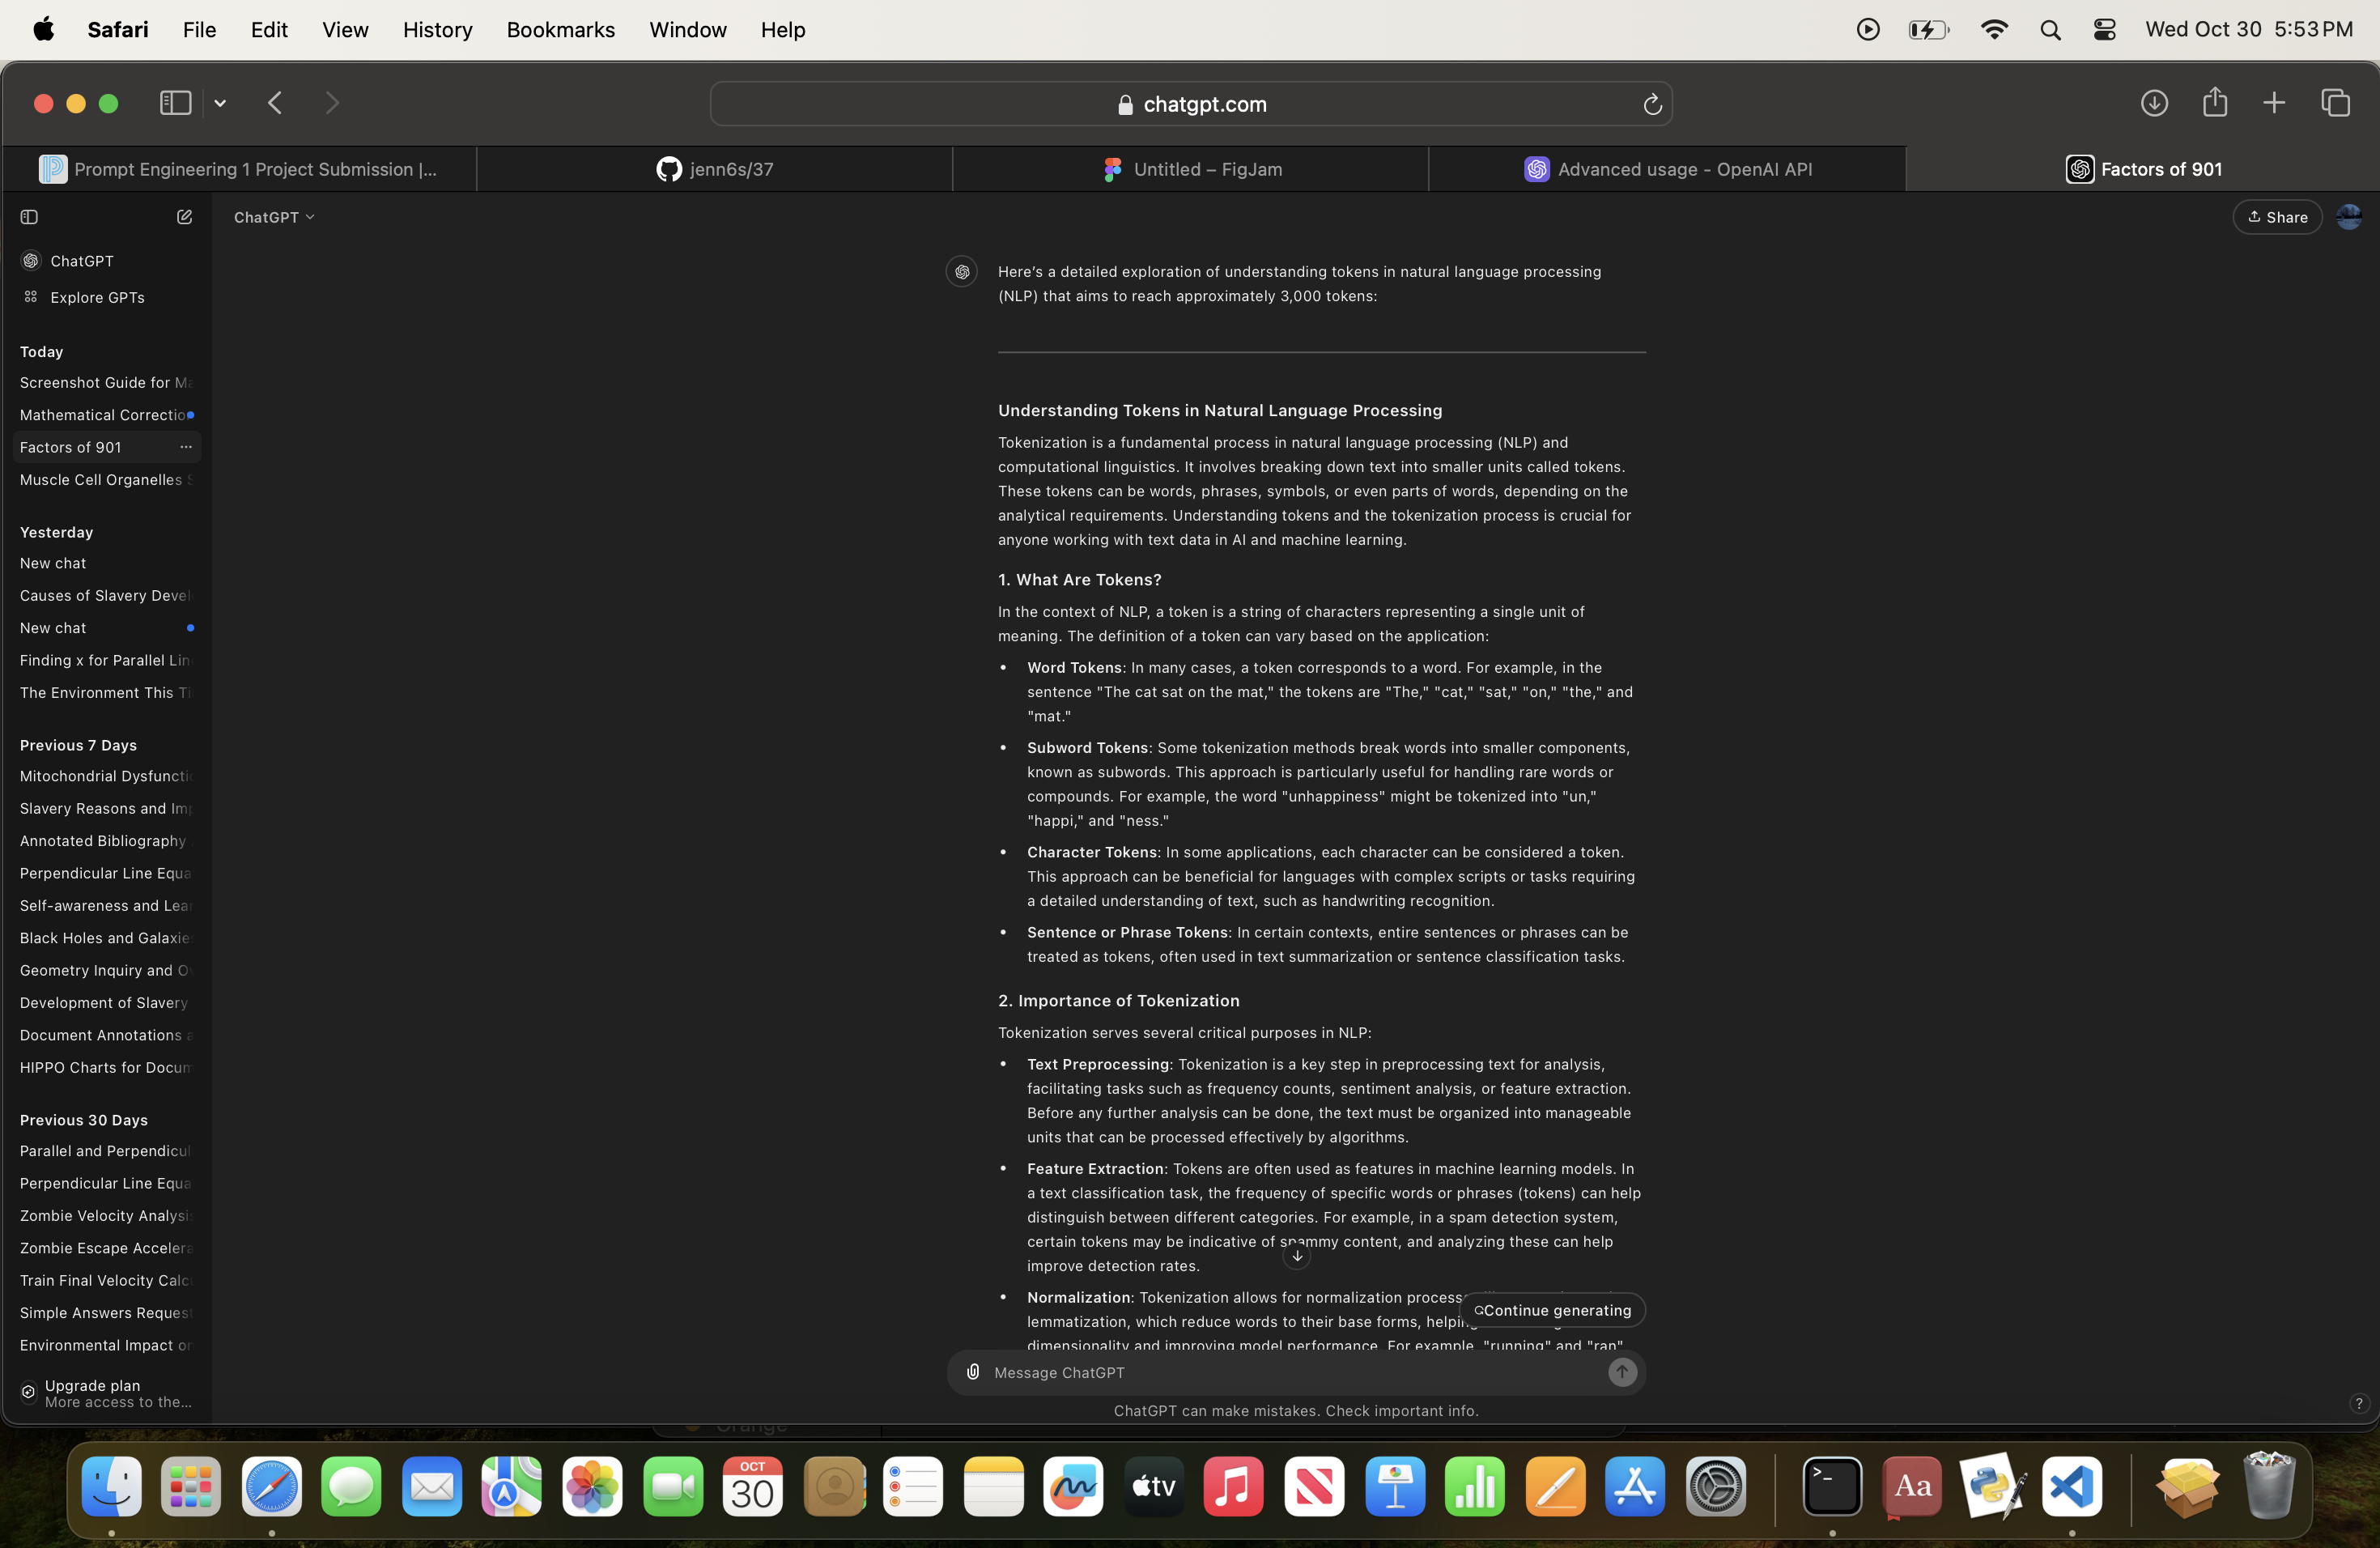 Safari File Edit View History Bookmarks Window Help Wed Oct 30 5:53 PM
chatgpt.com
Prompt Engineering 1 Project Submission |... jenn6s/37 Untitled – FigJam Advanced usage - OpenAI API Factors of 901
ChatGPT Share
ChatGPT
Explore GPTs
Today
Screenshot Guide for Ma
Mathematical Correctio
Factors of 901
Muscle Cell Organelles S
Yesterday
New chat
Causes of Slavery Devel
New chat
Finding x for Parallel Lin
The Environment This Ti
Previous 7 Days
Mitochondrial Dysfuncti
Slavery Reasons and Imp
Annotated Bibliography
Perpendicular Line Equa
Self-awareness and Lear
Black Holes and Galaxie
Geometry Inquiry and Ov
Development of Slavery
Document Annotations a
HIPPO Charts for Docum
Previous 30 Days
Parallel and Perpendicul
Perpendicular Line Equa
Zombie Velocity Analysis
Zombie Escape Accelera
Train Final Velocity Calcu
Simple Answers Request
Environmental Impact on
Upgrade plan
More access to the...
Here's a detailed exploration of understanding tokens in natural language processing
(NLP) that aims to reach approximately 3,000 tokens:
Understanding Tokens in Natural Language Processing
Tokenization is a fundamental process in natural language processing (NLP) and
computational linguistics. It involves breaking down text into smaller units called tokens.
These tokens can be words, phrases, symbols, or even parts of words, depending on the
analytical requirements. Understanding tokens and the tokenization process is crucial for
anyone working with text data in AI and machine learning.
1. What Are Tokens?
In the context of NLP, a token is a string of characters representing a single unit of
meaning. The definition of a token can vary based on the application:
• Word Tokens: In many cases, a token corresponds to a word. For example, in the
sentence "The cat sat on the mat," the tokens are "The," "cat," "sat," "on," "the," and
"mat."
• Subword Tokens: Some tokenization methods break words into smaller components,
known as subwords. This approach is particularly useful for handling rare words or
compounds. For example, the word "unhappiness" might be tokenized into "un,"
"happi," and "ness."
• Character Tokens: In some applications, each character can be considered a token.
This approach can be beneficial for languages with complex scripts or tasks requiring
a detailed understanding of text, such as handwriting recognition.
• Sentence or Phrase Tokens: In certain contexts, entire sentences or phrases can be
treated as tokens, often used in text summarization or sentence classification tasks.
2. Importance of Tokenization
Tokenization serves several critical purposes in NLP:
• Text Preprocessing: Tokenization is a key step in preprocessing text for analysis,
facilitating tasks such as frequency counts, sentiment analysis, or feature extraction.
Before any further analysis can be done, the text must be organized into manageable
units that can be processed effectively by algorithms.
• Feature Extraction: Tokens are often used as features in machine learning models. In
a text classification task, the frequency of specific words or phrases (tokens) can help
distinguish between different categories. For example, in a spam detection system,
certain tokens may be indicative of spammy content, and analyzing these can help
improve detection rates.
• Normalization: Tokenization allows for normalization process
Continue generating
lemmatization, which reduce words to their base forms,
dimensionality and improving model performance. For example, "running" and "ran"
Message ChatGPT
ChatGPT can make mistakes. Check important info.
?
Orange
OCT
30
tv
Aa